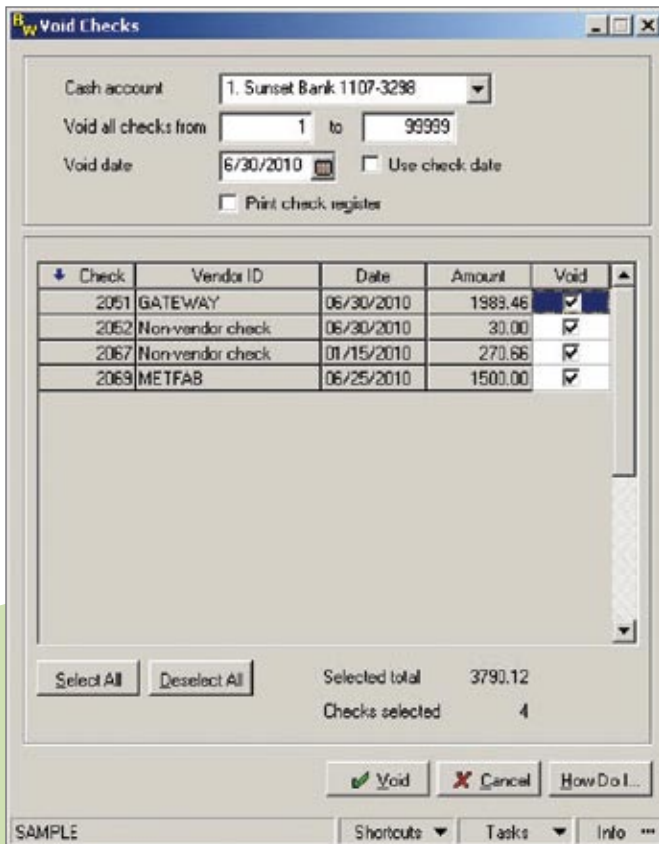 BW Void Checks
Cash account 1. Sunset Bank 1107-3298
Void all checks from 1 to 99999
Void date 6/30/2010 Use check date
Print check register
Check Vendor ID Date Amount Void
2051 GATEWAY 06/30/2010 1989.46
2052 Non-vendor check 06/30/2010 30.00
2067 Non-vendor check 01/15/2010 270.66
2069 METFAB 06/25/2010 1500.00
Select All Deselect All Selected total 3790.12
Checks selected 4
Void Cancel How Do I...
SAMPLE Shortcuts Tasks Info